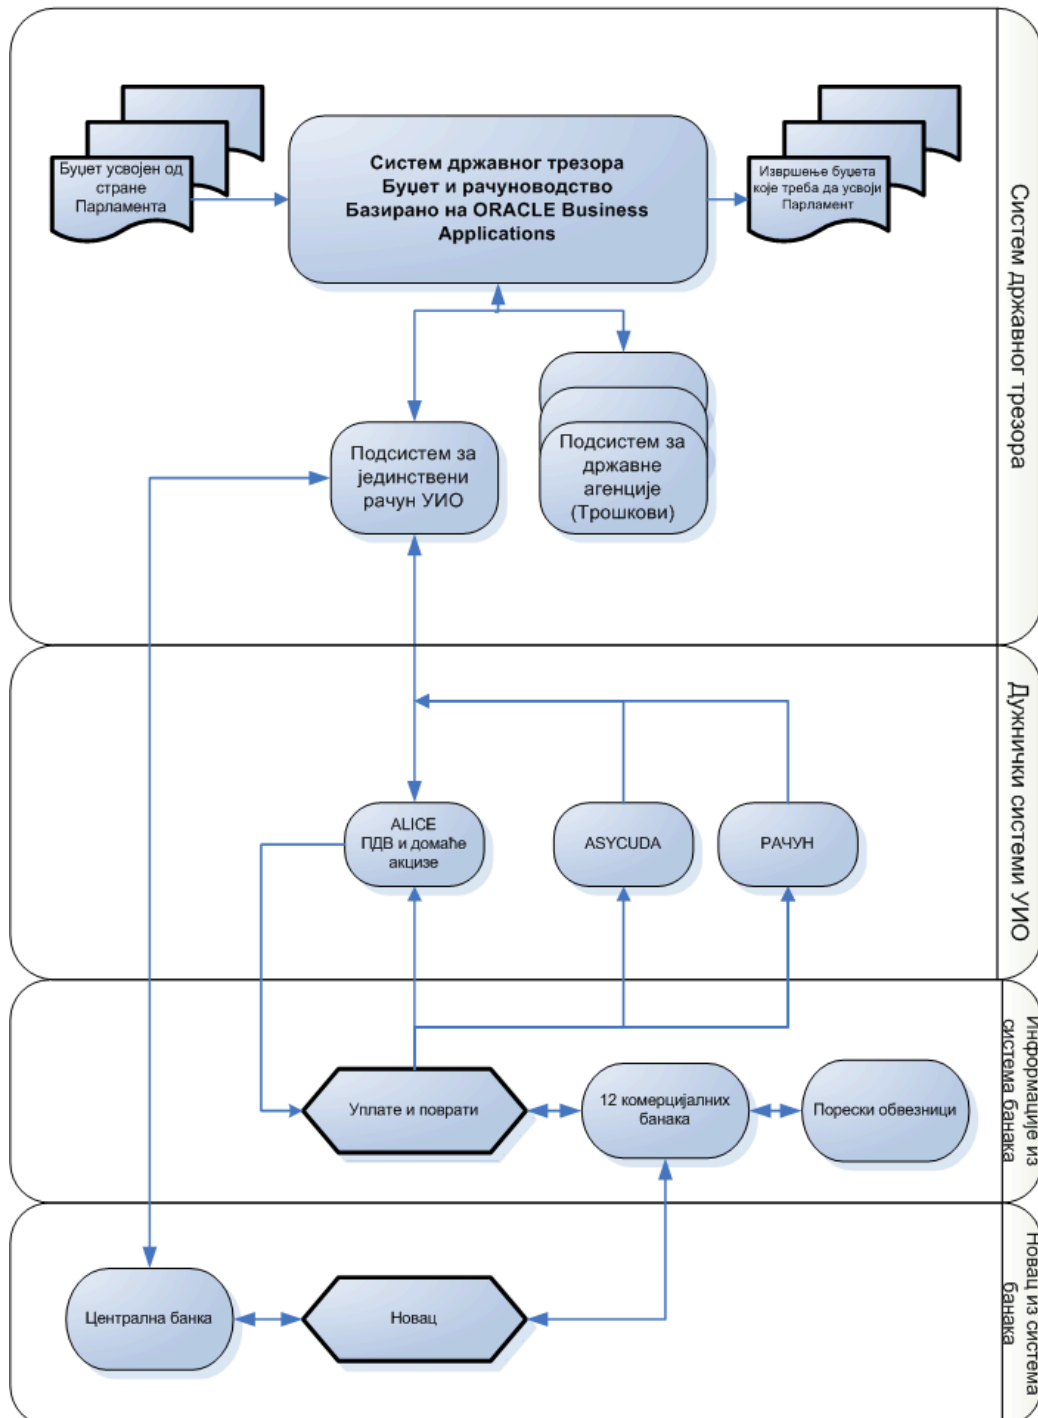 Буџет усвојен од
стране
Парламента
Систем државног трезора
Буџет и рачуноводство
Базирано на ORACLE Business
Applications
Извршење буџета
које треба да усвоји
Парламент
Систем државног трезора
Подсистем за
јединствени
рачун УИО
Подсистем за
државне
агенције
(Трошкови)
Дужнички системи УИО
ALICE
ПДВ и домаће
акцизе
ASYCUDA
РАЧУН
Информације из
система банака
Уплате и поврати
12 комерцијалних
банака
Порески обвезници
Новац из система
банака
Централна банка
Новац